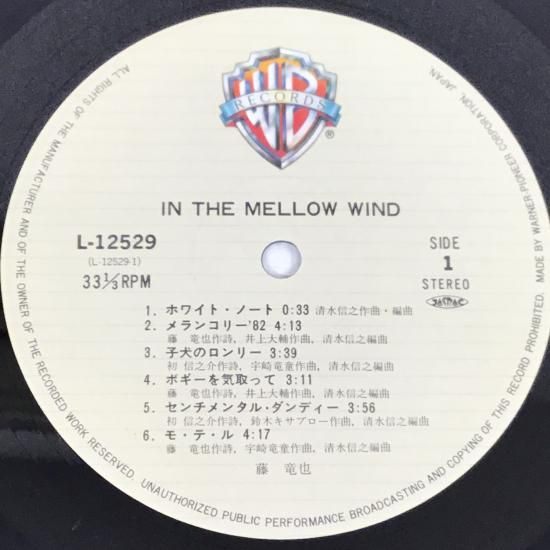 WB
RECORDS
®
IN THE MELLOW WIND
L-12529
(L-12529-1)
33⅓RPM
SIDE
1
STEREO
JASRAC
1. ホワイト・ノート 0:33 清水信之作曲・編曲
2. メランコリー'82 4:13
藤 竜也作詩, 井上大輔作曲, 清水信之編曲
3. 子犬のロンリー 3:39
初 信之介作詩, 宇崎竜童作曲, 清水信之編曲
4. ボギーを気取って 3:11
藤 竜也作詩, 井上大輔作曲, 清水信之編曲
5. センチメンタル・ダンディー 3:56
初 信之介作詩, 鈴木キサブロー作曲, 清水信之編曲
6. モ・テ・ル 4:17
藤 竜也作詩, 宇崎竜童作曲, 清水信之編曲
藤 竜也
ALL RIGHTS OF THE MANUFACTURER AND OF THE OWNER OF THE RECORDED WORK RESERVED. UNAUTHORIZED PUBLIC PERFORMANCE BROADCASTING AND COPYING OF THIS RECORD PROHIBITED. MADE BY WARNER-PIONEER CORPORATION, JAPAN.